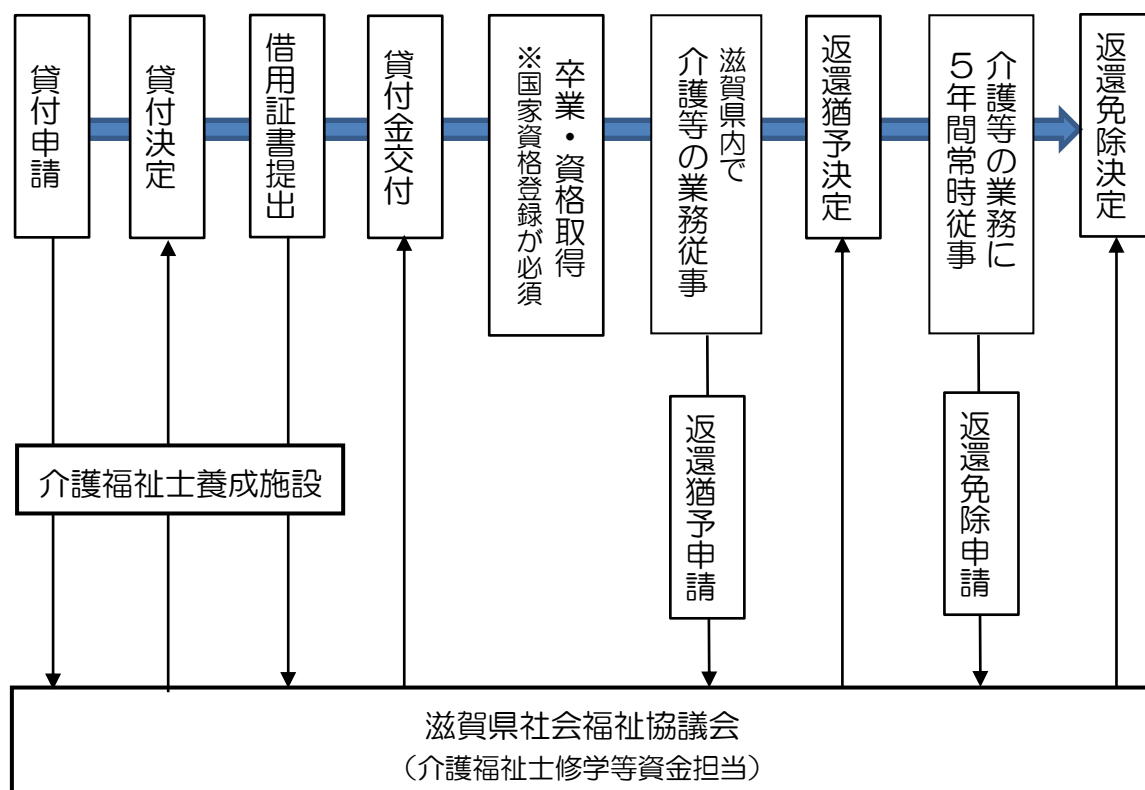 貸付申請
貸付決定
借用証書提出
貸付金交付
卒業・資格取得
※国家資格登録が必須
滋賀県内で
介護等の業務従事
返還猶予決定
介護等の業務に
５年間常時従事
返還免除決定
返還猶予申請
返還免除申請
介護福祉士養成施設
滋賀県社会福祉協議会
（介護福祉士修学等資金担当）